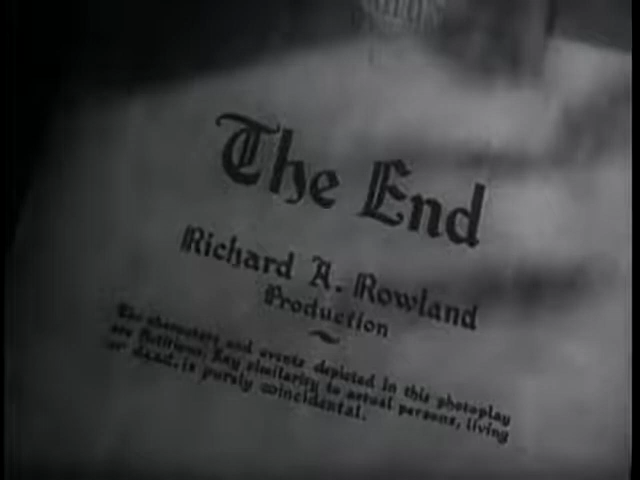 The End
Richard A. Rowland
Production
The characters and events depicted in this photoplay
are fictitious. Any similarity to actual persons, living
or dead, is purely coincidental.